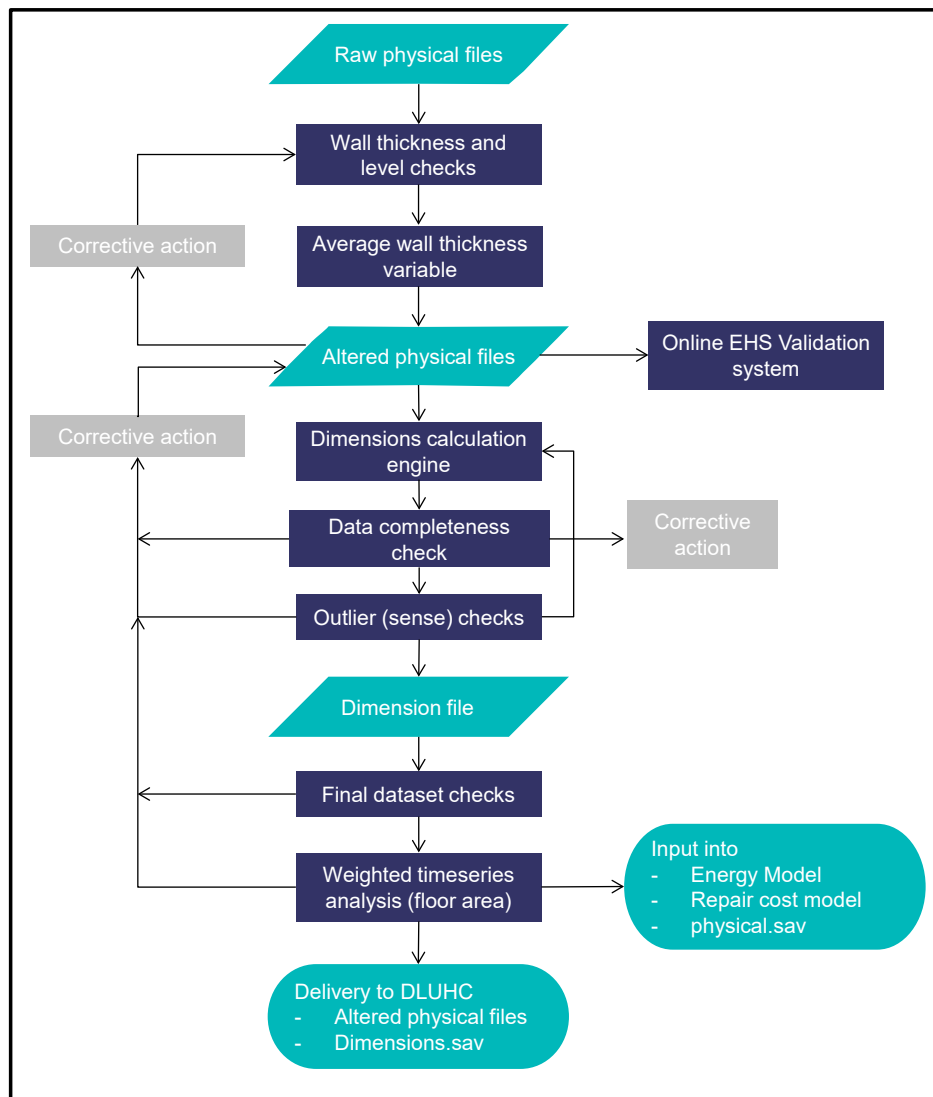 Raw physical files
Wall thickness and
level checks
Corrective action
Average wall thickness
variable
Altered physical files
Online EHS Validation
system
Corrective action
Dimensions calculation
engine
Data completeness
check
Corrective
action
Outlier (sense) checks
Dimension file
Final dataset checks
Weighted timeseries
analysis (floor area)
Input into
- Energy Model
- Repair cost model
- physical.sav
Delivery to DLUHC
- Altered physical files
- Dimensions.sav